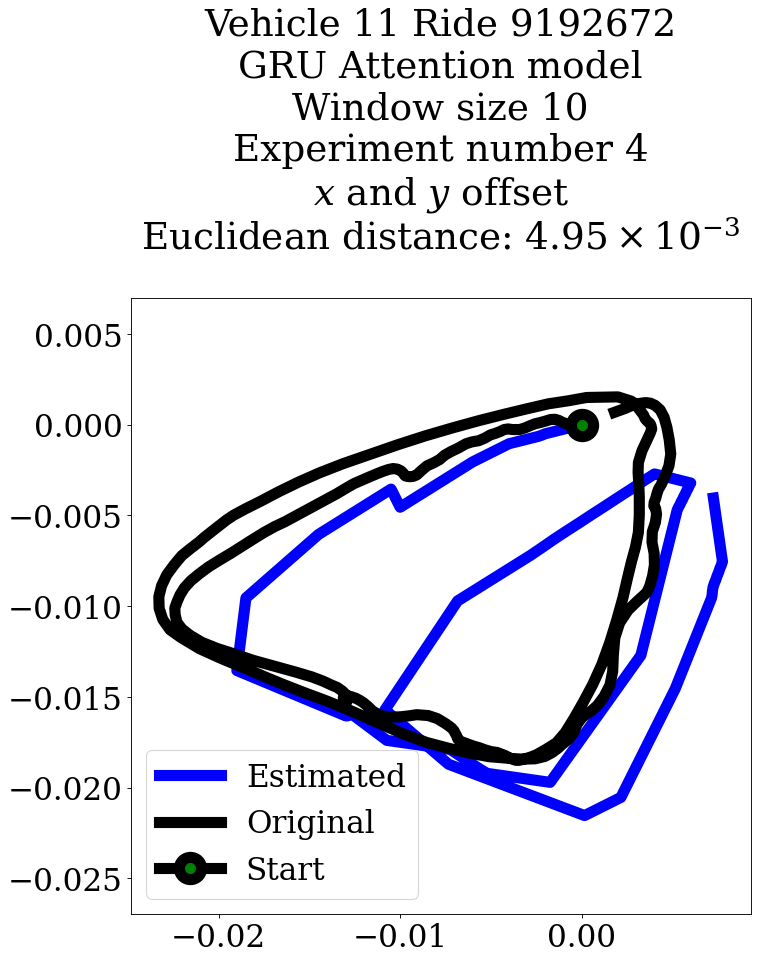 Vehicle 11 Ride 9192672
GRU Attention model
Window size 10
Experiment number 4
x and y offset
Euclidean distance: 4.95 × 10⁻³
0.005
0.000
−0.005
−0.010
−0.015
−0.020
−0.025
Estimated
Original
Start
−0.02 −0.01 0.00